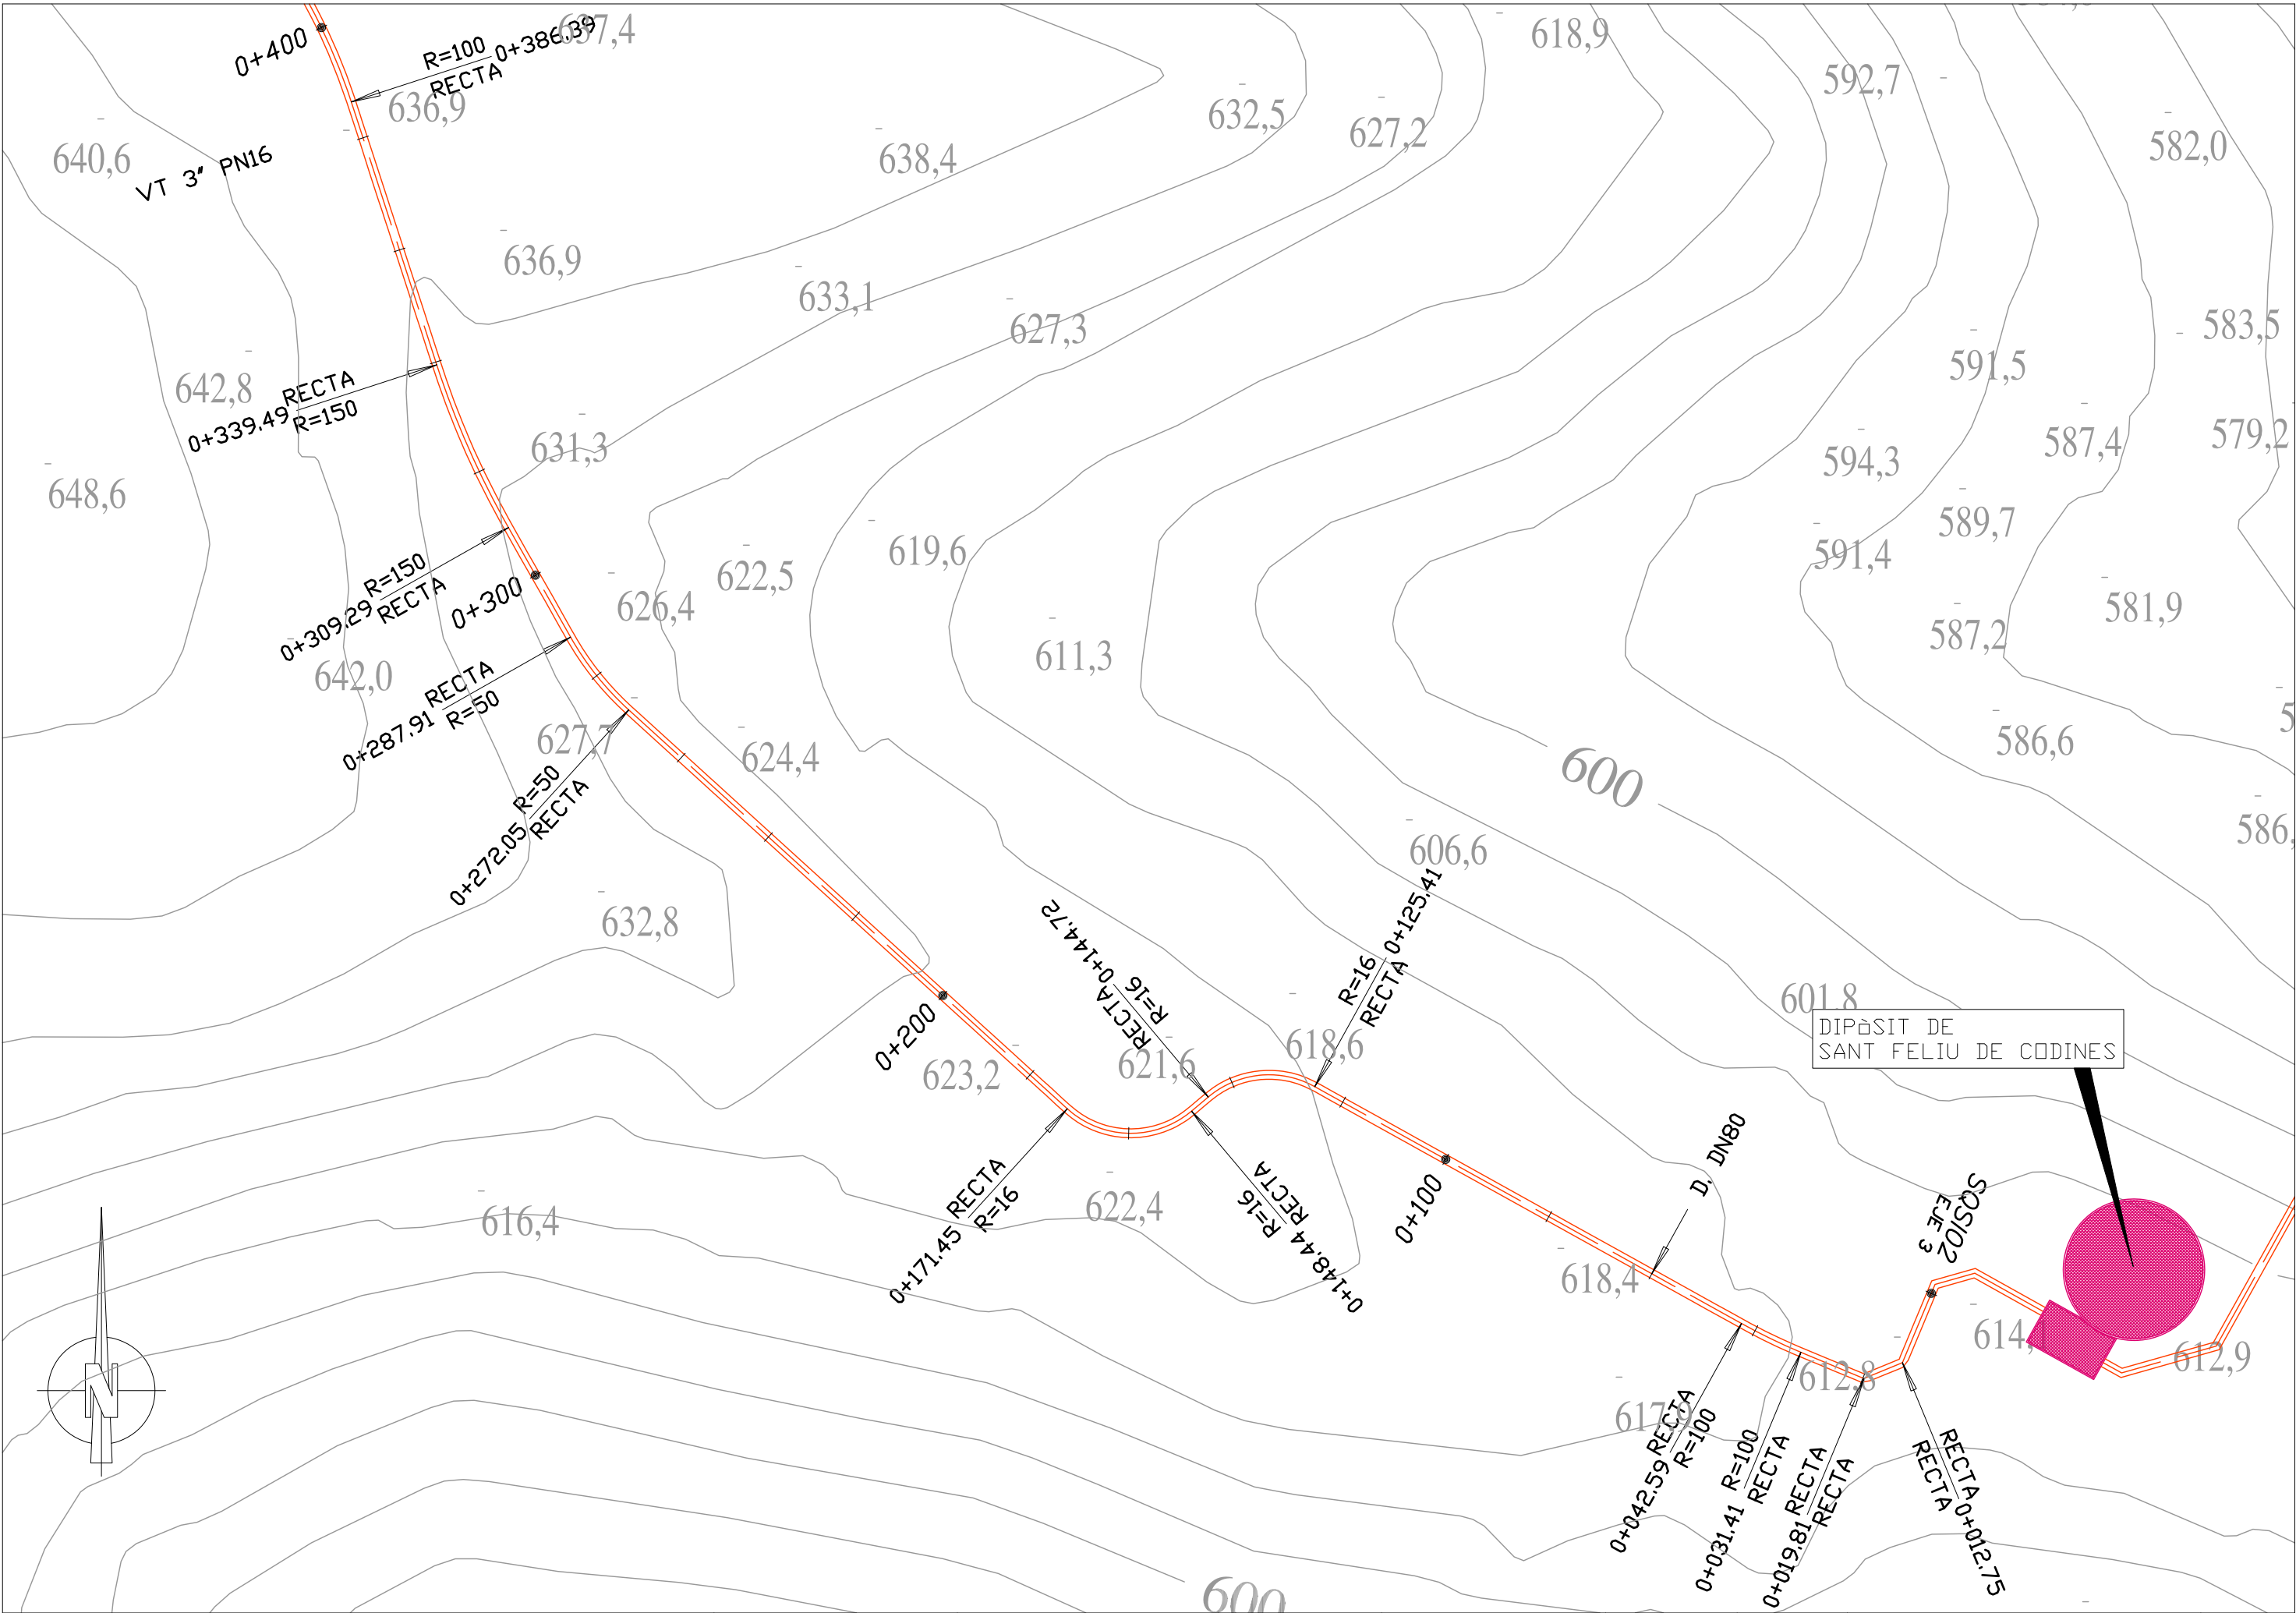 0+400
R=100
RECTA
0+386.39
637,4
618,9
592,7
636,9
640,6
VT 3" PN16
638,4
632,5
627,2
582,0
636,9
633,1
627,3
583,5
591,5
642,8
RECTA
R=150
0+339.49
631,3
594,3
587,4
579,2
648,6
619,6
591,4
589,7
622,5
626,4
R=150
RECTA
0+309.29
0+300
611,3
587,2
581,9
642,0
RECTA
R=50
0+287.91
627,7
624,4
600
586,6
R=50
RECTA
0+272.05
606,6
586,
632,8
RECTA
R=16
0+144.72
R=16
RECTA
0+125.41
601,8
DIPòSIT DE
SANT FELIU DE CODINES
0+200
623,2
621,6
618,6
D. DN80
616,4
RECTA
R=16
0+171.45
622,4
RECTA
R=16
0+148.44
0+100
SQSI02
EJE 3
618,4
614,
612,9
612,8
617,9
N
RECTA
R=100
0+042.59
R=100
RECTA
0+031.41
RECTA
RECTA
0+019.81
RECTA
RECTA
0+012.75
600